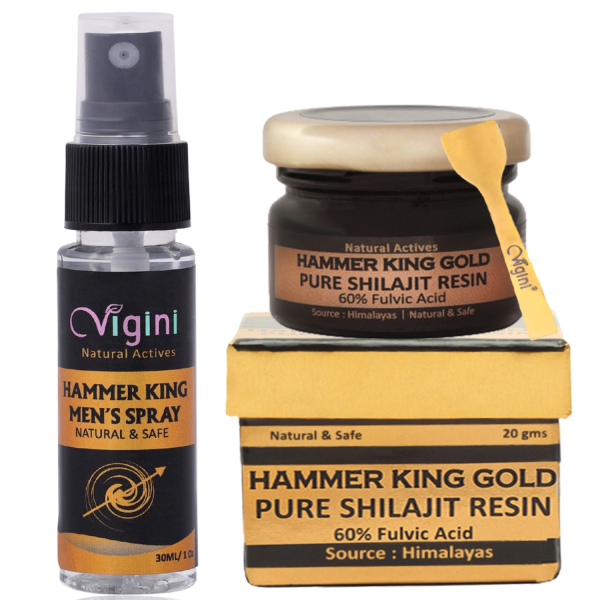 Vigini
Natural Actives
HAMMER KING
MEN'S SPRAY
NATURAL & SAFE
30ML/1 Oz
Natural Actives
HAMMER KING GOLD
PURE SHILAJIT RESIN
60% Fulvic Acid
Source : Himalayas | Natural & Safe
Vigini®
Natural & Safe 20 gms
HAMMER KING GOLD
PURE SHILAJIT RESIN
60% Fulvic Acid
Source : Himalayas